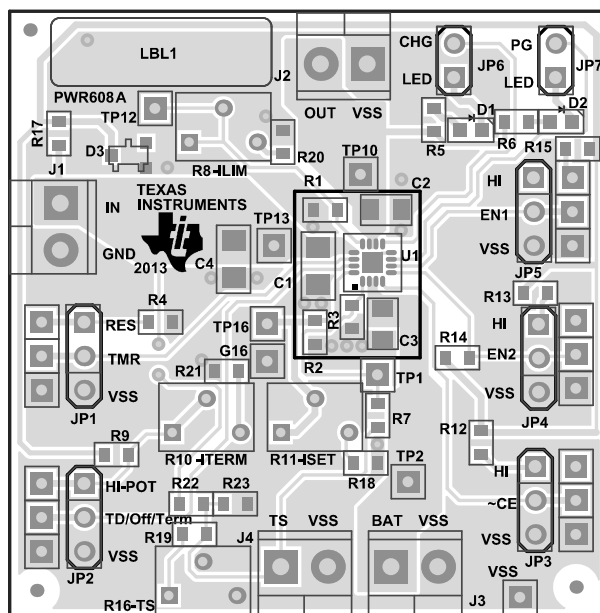 CHG
PG
LBL1
JP6
JP7
J2
LED
LED
PWR608A
TP12
OUT VSS
D1
D2
R17
D3
R20
R5
R6
R15
R8-ILIM
TP10
J1
TEXAS
INSTRUMENTS
R1
C2
HI
IN
TP13
EN1
GND
U1
2013
C4
VSS
C1
JP5
R13
R4
RES
TP16
R3
HI
C3
R14
TMR
G16
R2
EN2
R21
TP1
VSS
VSS
JP1
R7
JP4
R9
R10-ITERM
R11-ISET
R12
R18
TP2
HI
HI-POT
R22
R23
~CE
TD/Off/Term
TS VSS
BAT VSS
R19
J4
VSS
VSS
JP3
JP2
VSS
R16-TS
J3